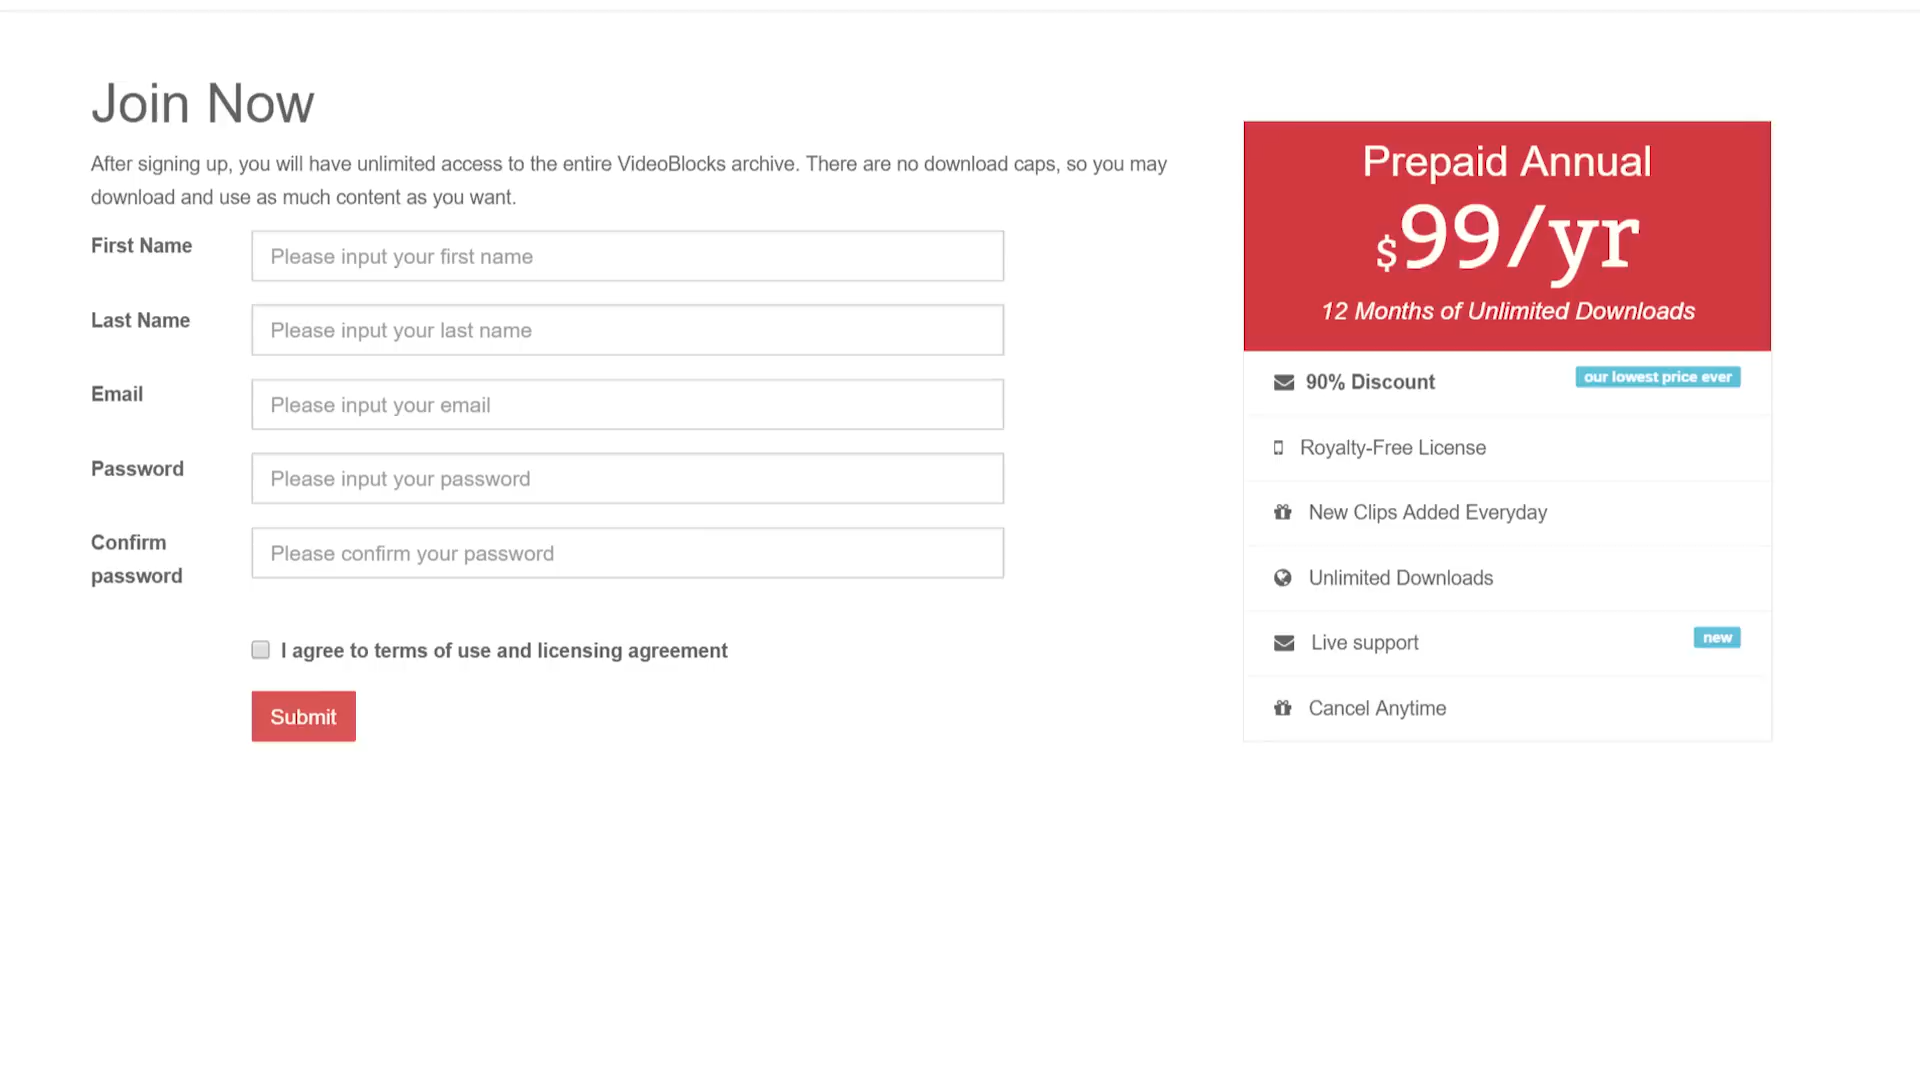 Join Now
After signing up, you will have unlimited access to the entire VideoBlocks archive. There are no download caps, so you may
download and use as much content as you want.
First Name
Please input your first name
Last Name
Please input your last name
Email
Please input your email
Password
Please input your password
Confirm
password
Please confirm your password
I agree to terms of use and licensing agreement
Submit
Prepaid Annual
$99/yr
12 Months of Unlimited Downloads
90% Discount our lowest price ever
Royalty-Free License
New Clips Added Everyday
Unlimited Downloads
Live support new
Cancel Anytime